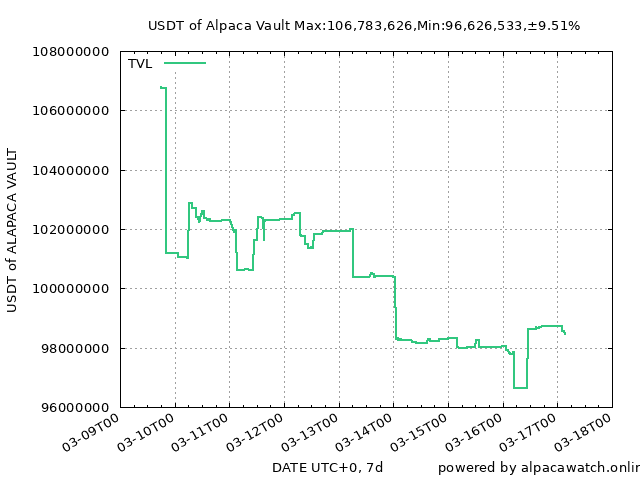 USDT of Alpaca Vault Max:106,783,626,Min:96,626,533,±9.51%
TVL
108000000
106000000
104000000
102000000
100000000
98000000
96000000
USDT of ALAPACA VAULT
03-09T00
03-10T00
03-11T00
03-12T00
03-13T00
03-14T00
03-15T00
03-16T00
03-17T00
03-18T00
DATE UTC+0, 7d
powered by alpacawatch.onlin